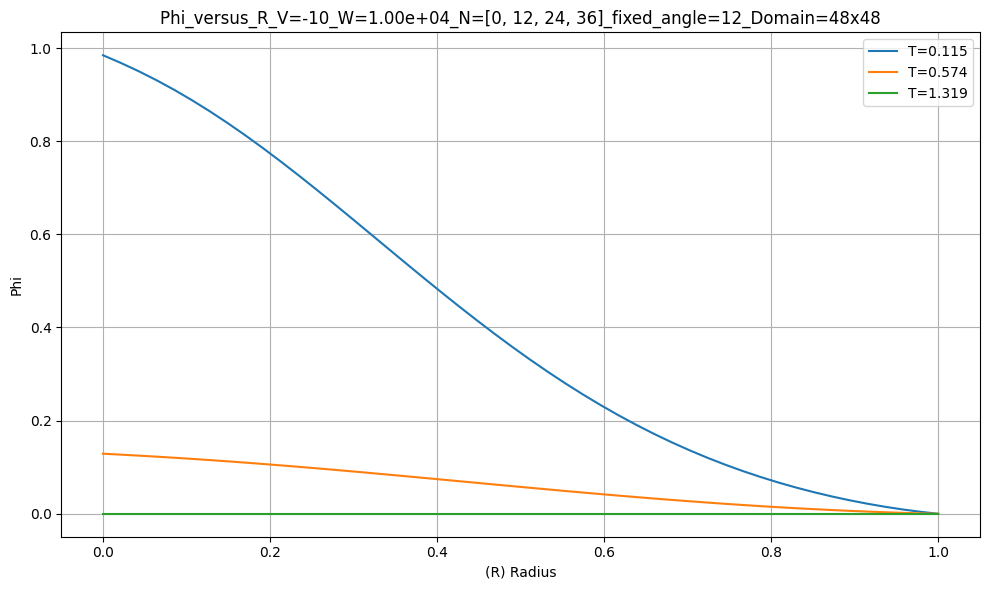 Phi_versus_R_V=-10_W=1.00e+04_N=[0, 12, 24, 36]_fixed_angle=12_Domain=48x48
T=0.115
T=0.574
T=1.319
Phi
1.0
0.8
0.6
0.4
0.2
0.0
0.0 0.2 0.4 0.6 0.8 1.0
(R) Radius